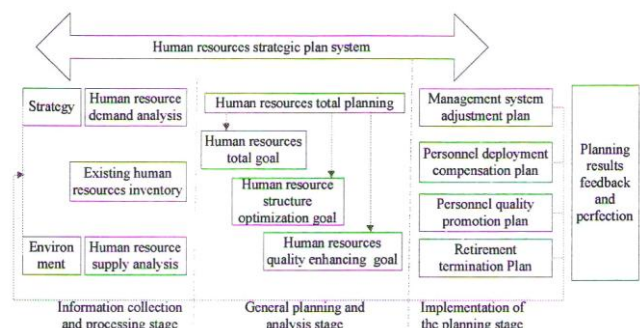 Human resources strategic plan system
Strategy
Human resource
demand analysis
Existing human
resources inventory
Environ
ment
Human resource
supply analysis
Human resources total planning
Human resources
total goal
Human resource
structure
optimization goal
Human resources
quality enhancing goal
Management system
adjustment plan
Personnel deployment
compensation plan
Personnel quality
promotion plan
Retirement
termination Plan
Planning
results
feedback
and
perfection
Information collection
and processing stage
General planning and
analysis stage
Implementation of
the planning stage